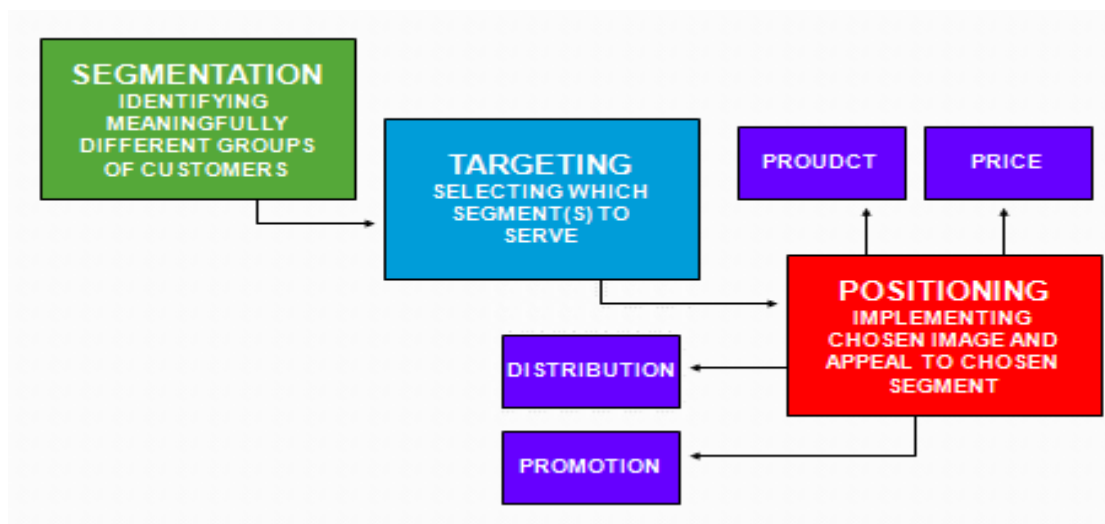 SEGMENTATION
IDENTIFYING
MEANINGFULLY
DIFFERENT GROUPS
OF CUSTOMERS
TARGETING
SELECTING WHICH
SEGMENT(S) TO
SERVE
PROUDCT
PRICE
POSITIONING
IMPLEMENTING
CHOSEN IMAGE AND
APPEAL TO CHOSEN
SEGMENT
DISTRIBUTION
PROMOTION